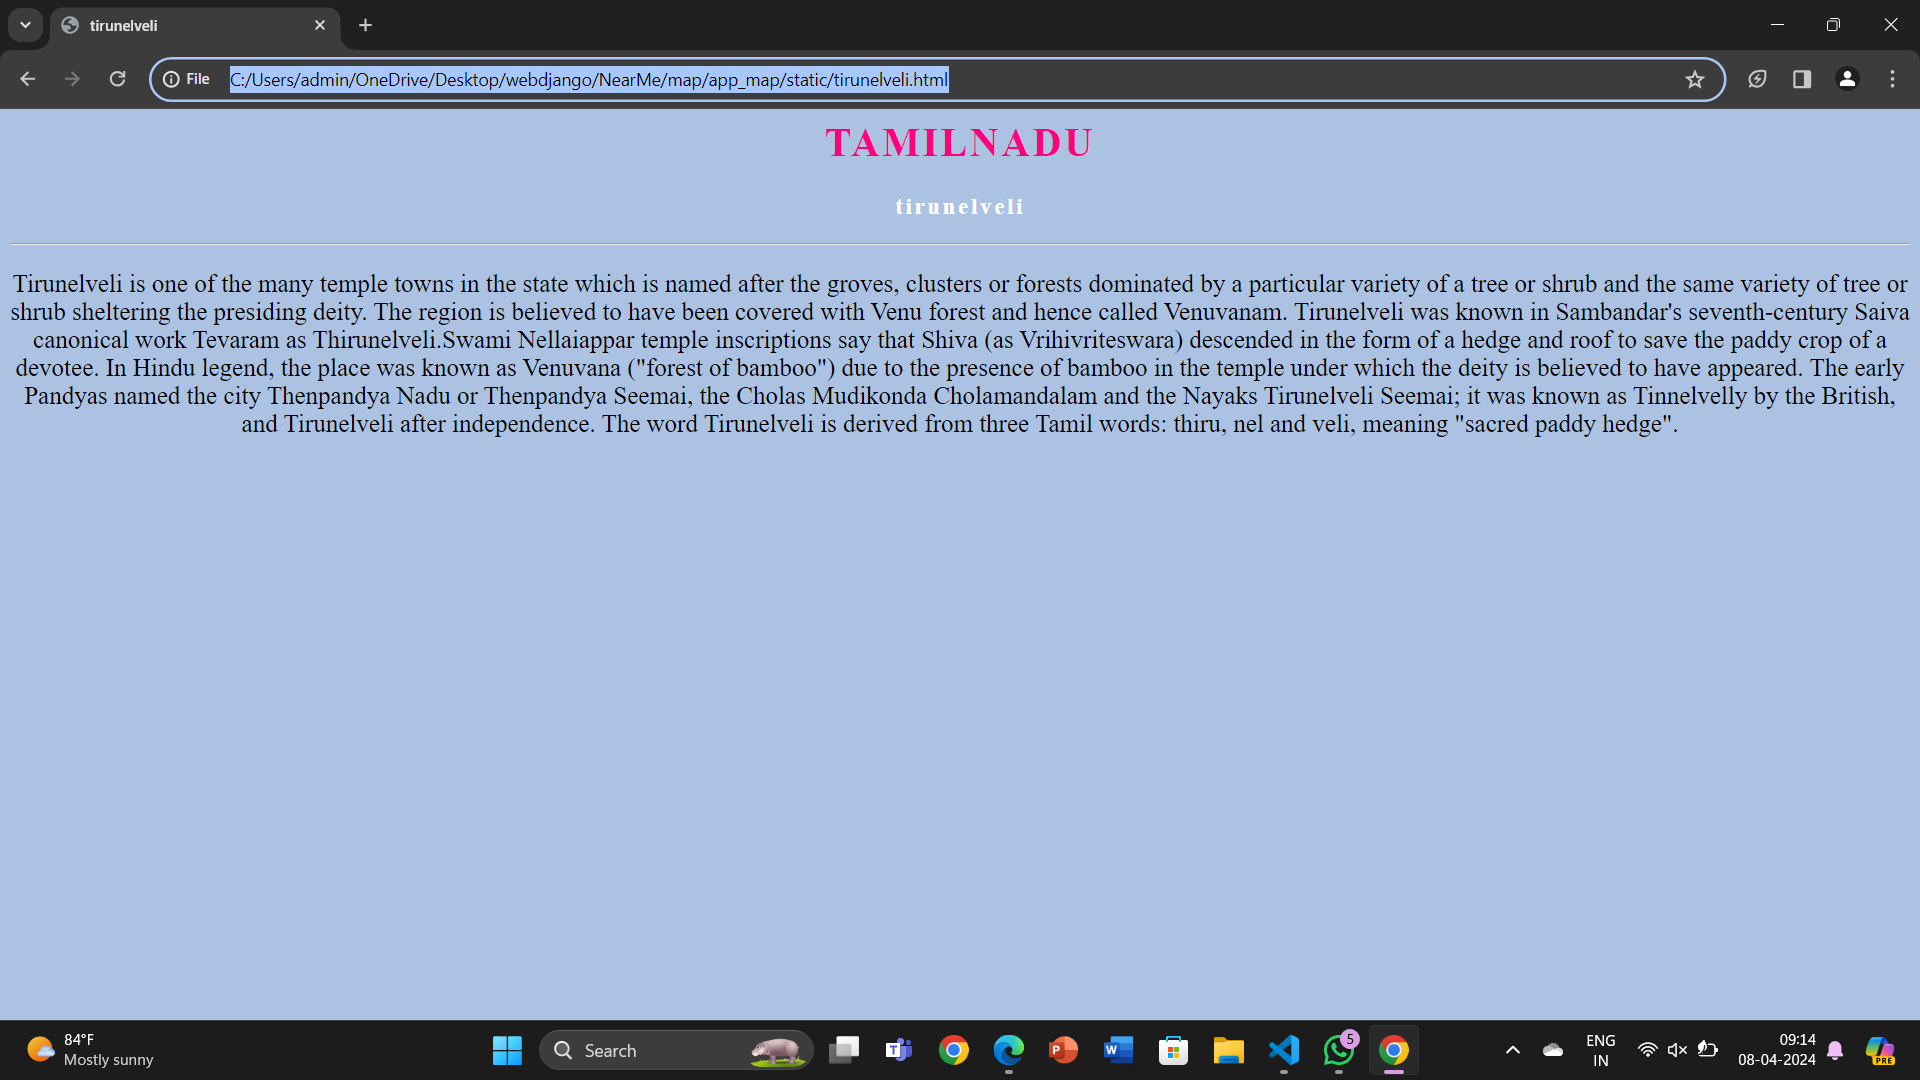 tirunelveli
File
C:/Users/admin/OneDrive/Desktop/webdjango/NearMe/map/app_map/static/tirunelveli.html
TAMILNADU
tirunelveli
Tirunelveli is one of the many temple towns in the state which is named after the groves, clusters or forests dominated by a particular variety of a tree or shrub and the same variety of tree or
shrub sheltering the presiding deity. The region is believed to have been covered with Venu forest and hence called Venuvanam. Tirunelveli was known in Sambandar's seventh-century Saiva
canonical work Tevaram as Thirunelveli.Swami Nellaiappar temple inscriptions say that Shiva (as Vrihivriteswara) descended in the form of a hedge and roof to save the paddy crop of a
devotee. In Hindu legend, the place was known as Venuvana ("forest of bamboo") due to the presence of bamboo in the temple under which the deity is believed to have appeared. The early
Pandyas named the city Thenpandya Nadu or Thenpandya Seemai, the Cholas Mudikonda Cholamandalam and the Nayaks Tirunelveli Seemai; it was known as Tinnelvelly by the British,
and Tirunelveli after independence. The word Tirunelveli is derived from three Tamil words: thiru, nel and veli, meaning "sacred paddy hedge".
84°F
Mostly sunny
Search
T
P
W
5
ENG
IN
09:14
08-04-2024
PRE